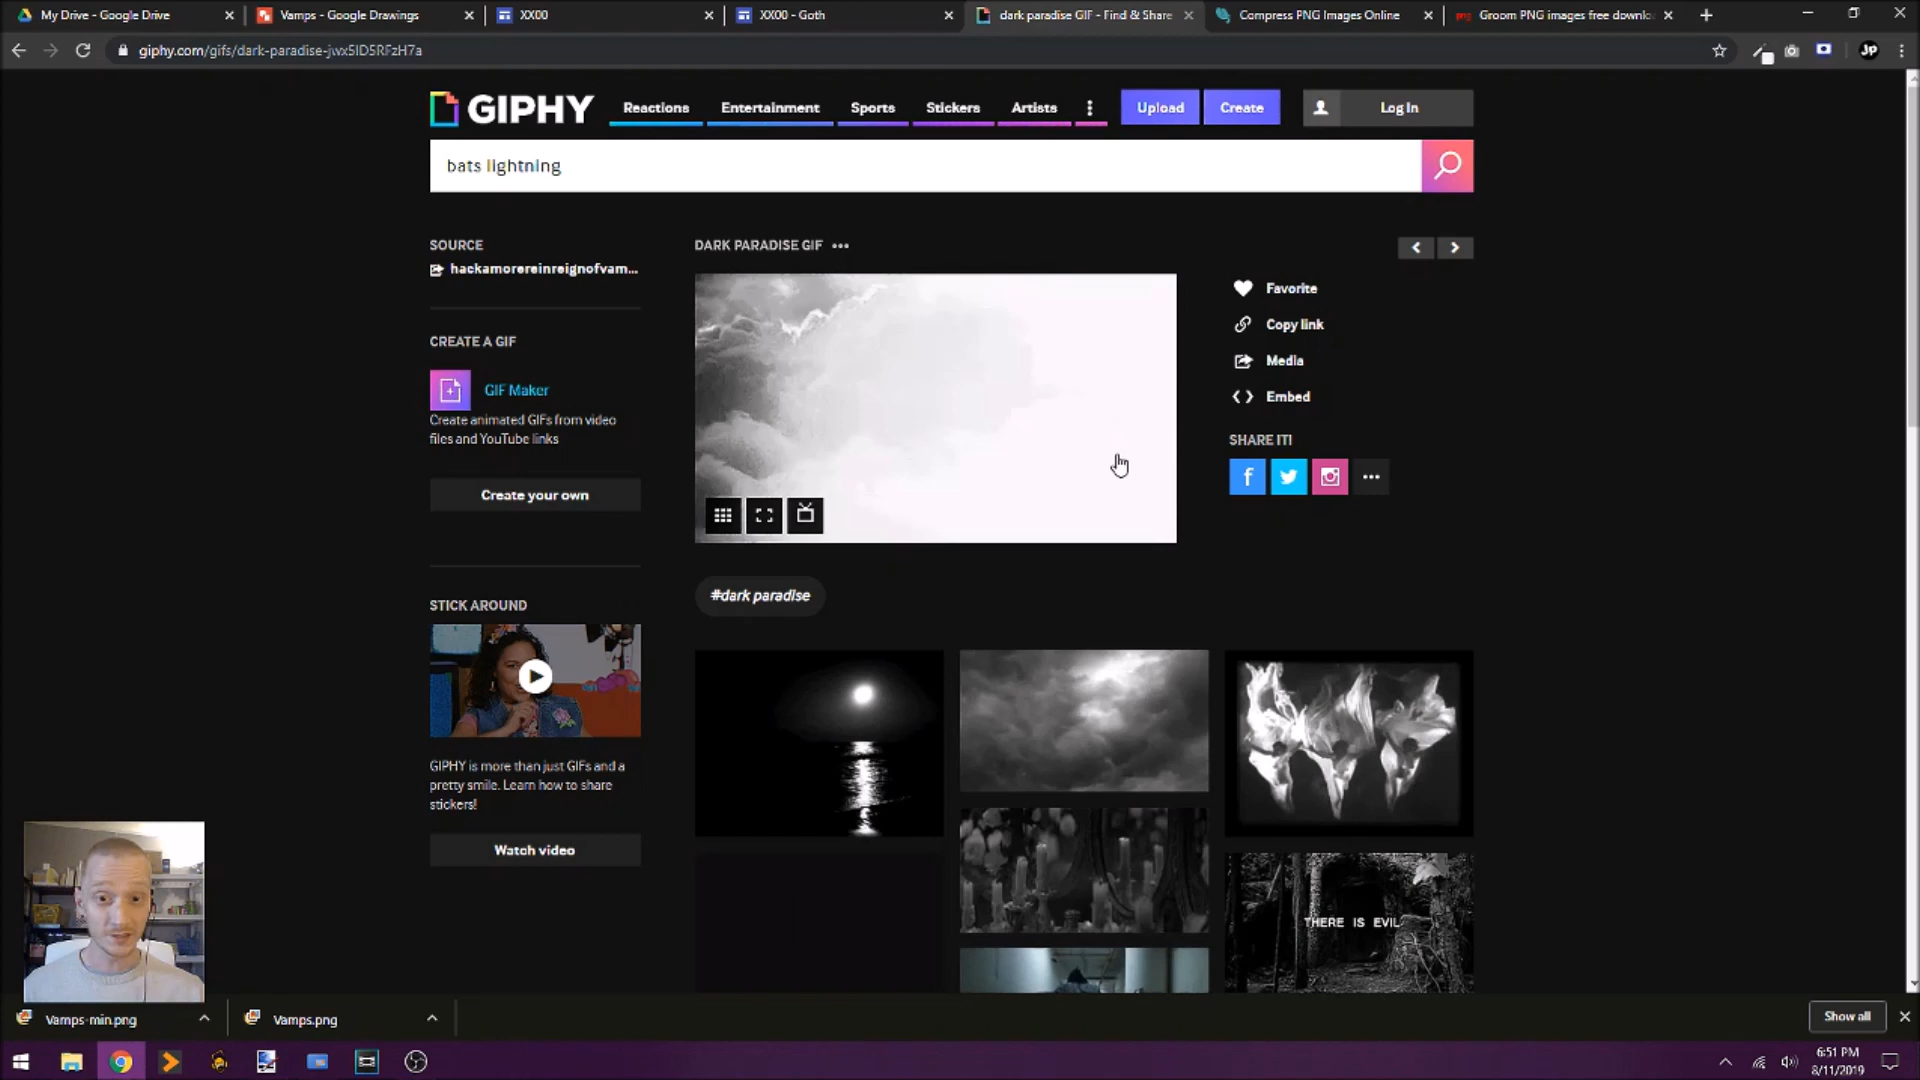 My Drive - Google Drive
Vamps - Google Drawings
XX00
XX00 - Goth
dark paradise GIF - Find & Share
Compress PNG Images Online
Groom PNG images free downlo
giphy.com/gifs/dark-paradise-jwx5ID5RFzH7a
JP
GIPHY
Reactions
Entertainment
Sports
Stickers
Artists
Upload
Create
Log In
bats lightning
SOURCE
hackamorereinreignofvam...
CREATE A GIF
GIF Maker
Create animated GIFs from video
files and YouTube links
Create your own
STICK AROUND
GIPHY is more than just GIFs and a
pretty smile. Learn how to share
stickers!
Watch video
DARK PARADISE GIF
Favorite
Copy link
Media
Embed
SHARE IT!
#dark paradise
THERE IS EVIL
Vamps-min.png
Vamps.png
Show all
6:51 PM
8/11/2019